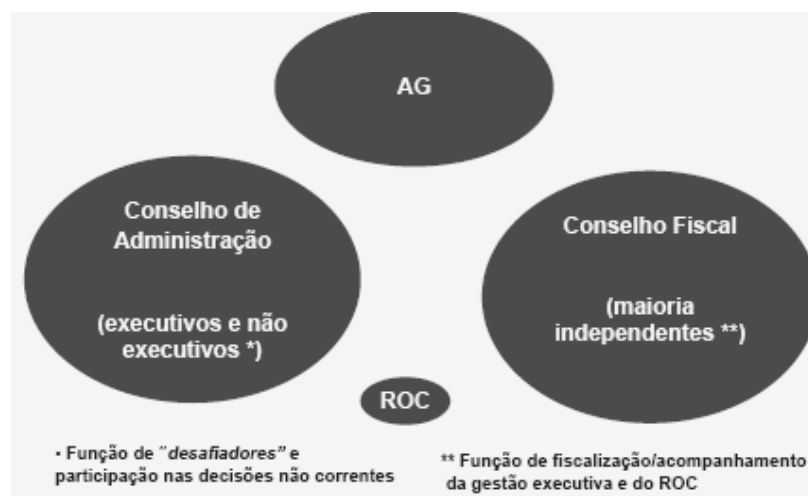 AG
Conselho de
Administração
(executivos e não
executivos *)
Conselho Fiscal
(maioria
independentes **)
ROC
• Função de "desafiadores" e
participação nas decisões não correntes
** Função de fiscalização/acompanhamento
da gestão executiva e do ROC